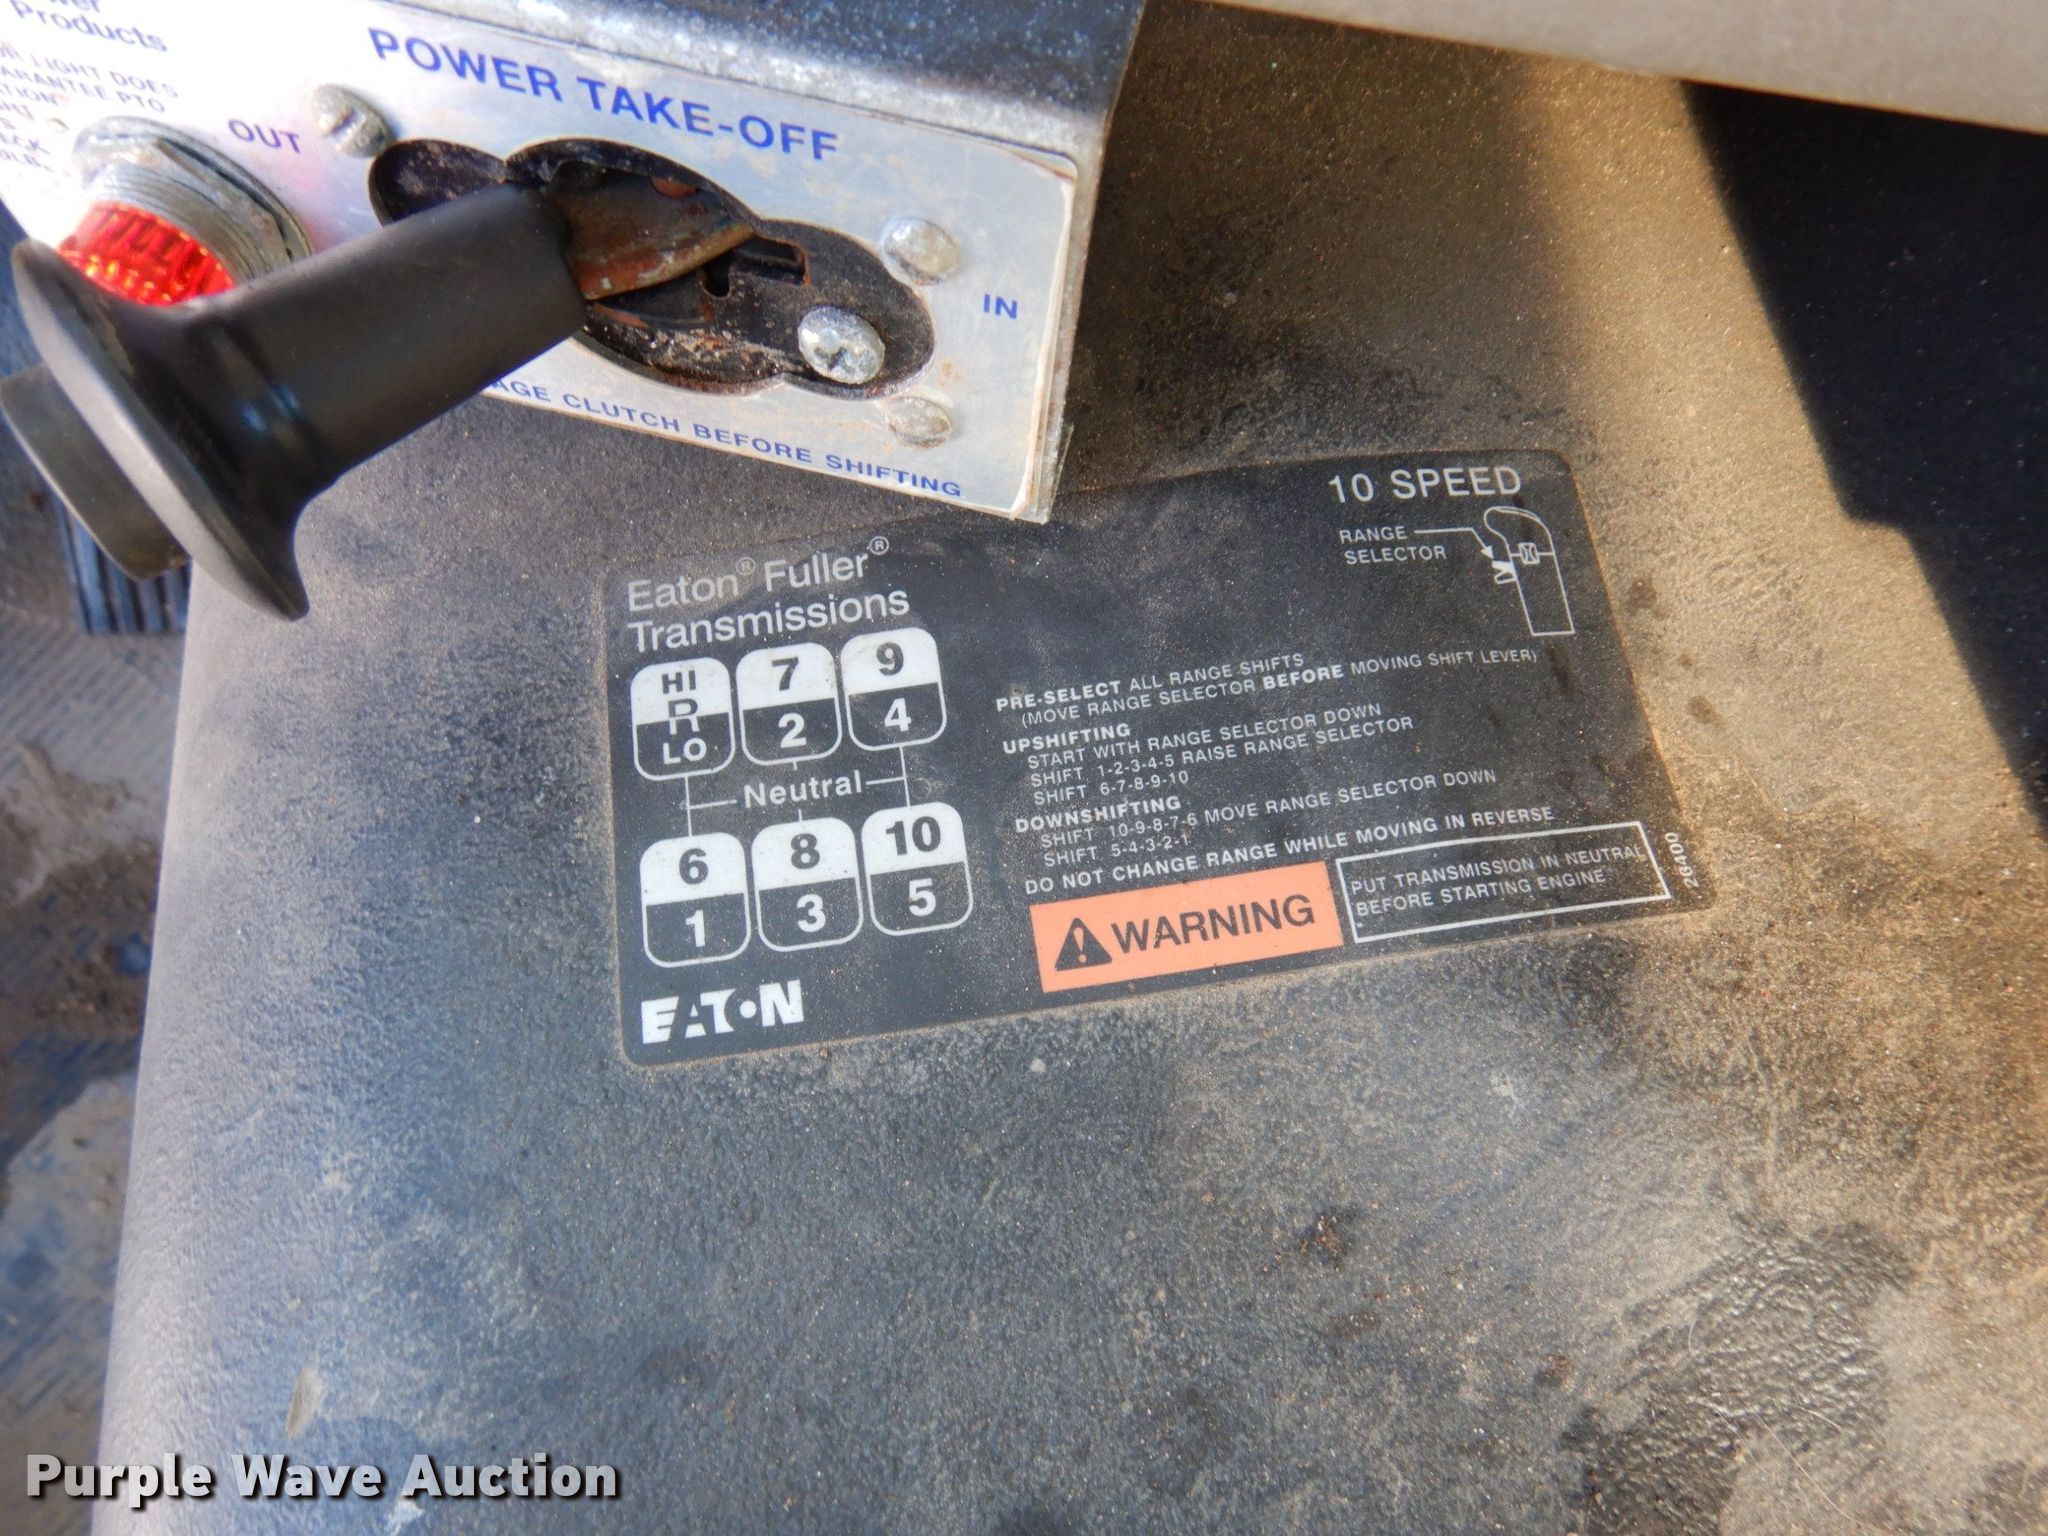 Products
LIGHT DOES
PTO
POWER TAKE-OFF
OUT
IN
CLUTCH BEFORE SHIFTING
10 SPEED
RANGE
SELECTOR
Eaton® Fuller®
Transmissions
HI 7 9
R 2 4
LO
Neutral
6 8 10
1 3 5
EATON
PRE-SELECT ALL RANGE SHIFTS
(MOVE RANGE SELECTOR BEFORE MOVING SHIFT LEVER)
UPSHIFTING
START WITH RANGE SELECTOR DOWN
SHIFT 1-2-3-4-5 RAISE RANGE SELECTOR
SHIFT 6-7-8-9-10
DOWNSHIFTING
SHIFT 10-9-8-7-6 MOVE RANGE SELECTOR DOWN
SHIFT 5-4-3-2-1
DO NOT CHANGE RANGE WHILE MOVING IN REVERSE
WARNING
PUT TRANSMISSION IN NEUTRAL
BEFORE STARTING ENGINE
26400
Purple Wave Auction